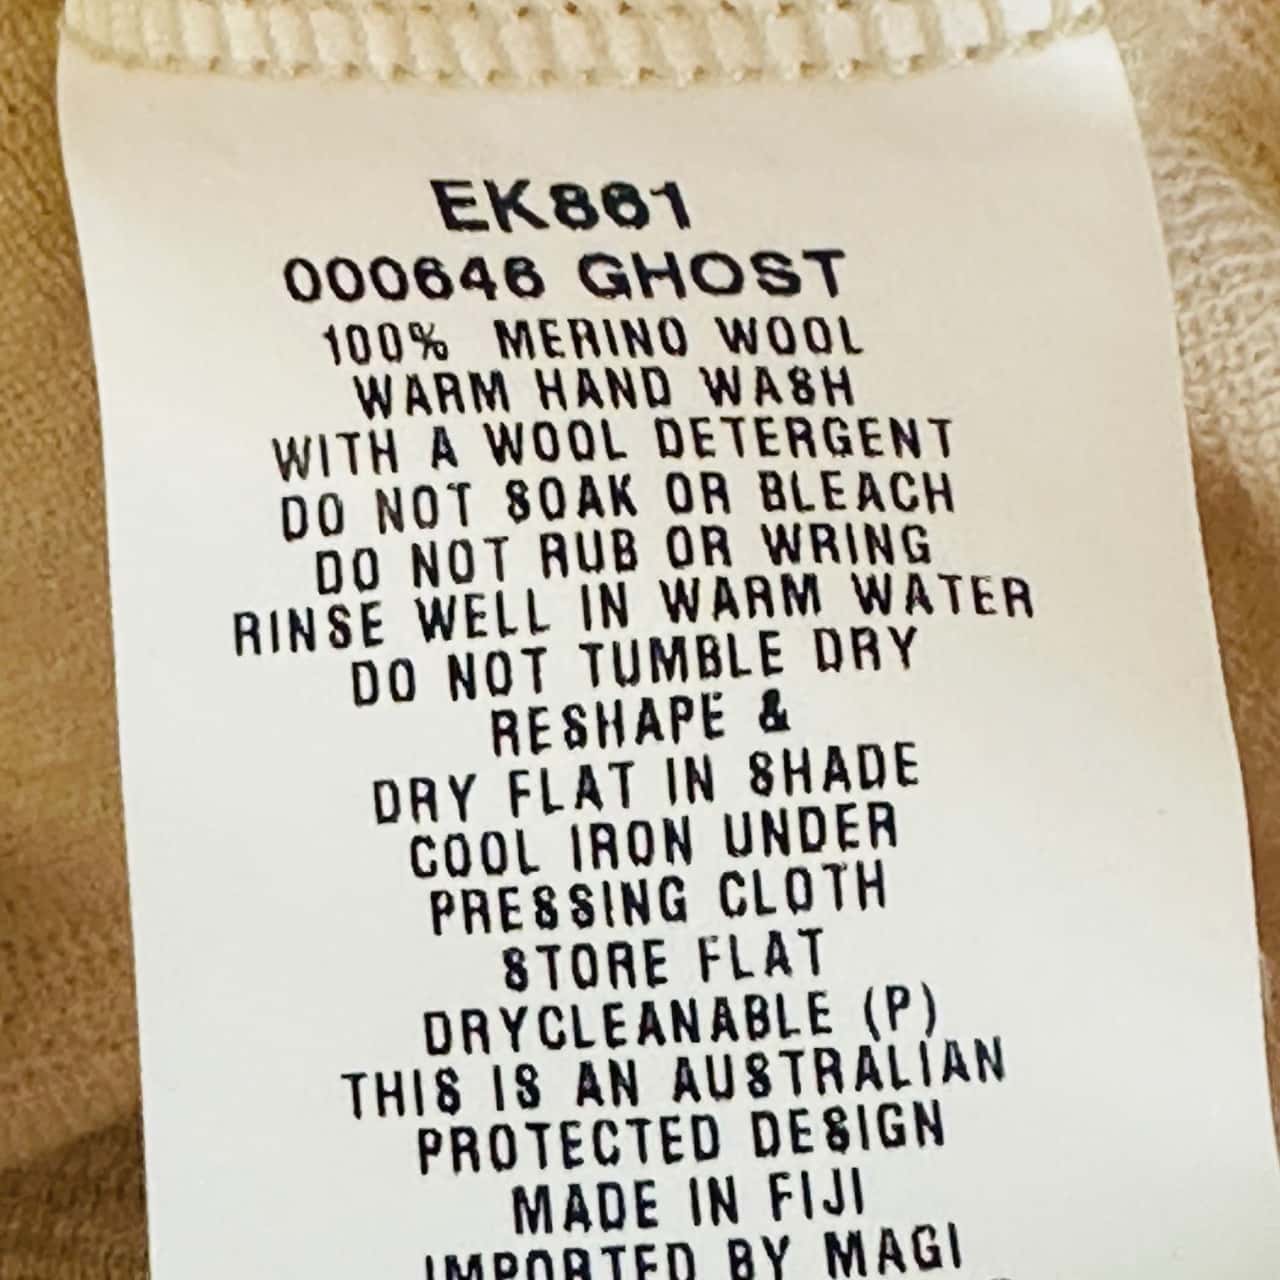 EK861
000646 GHOST
100% MERINO WOOL
WARM HAND WASH
WITH A WOOL DETERGENT
DO NOT SOAK OR BLEACH
DO NOT RUB OR WRING
RINSE WELL IN WARM WATER
DO NOT TUMBLE DRY
RESHAPE &
DRY FLAT IN SHADE
COOL IRON UNDER
PRESSING CLOTH
STORE FLAT
DRYCLEANABLE (P)
THIS IS AN AUSTRALIAN
PROTECTED DESIGN
MADE IN FIJI
IMPORTED BY MAGI